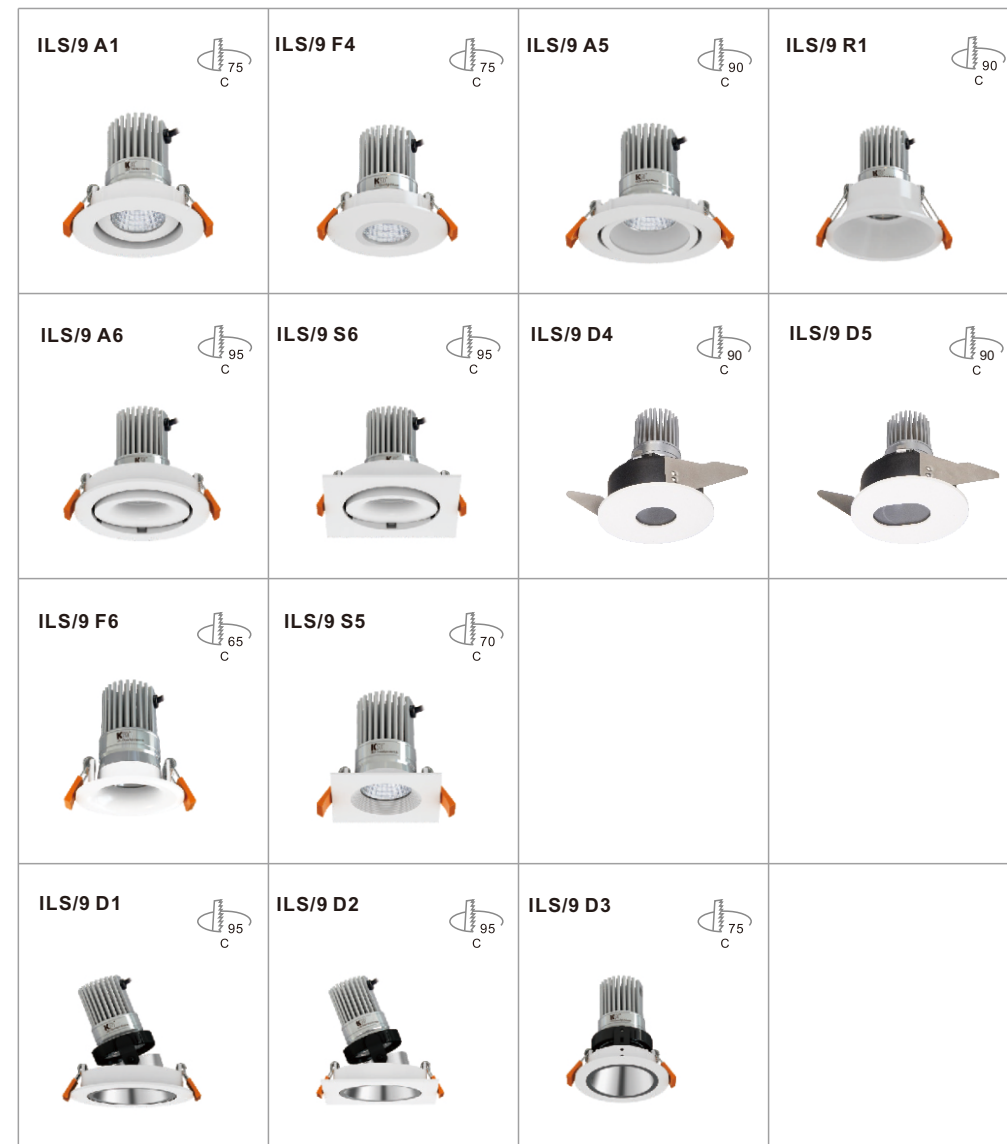 ILS/9 A1
75
C
ILS/9 F4
75
C
ILS/9 A5
90
C
ILS/9 R1
90
C
ILS/9 A6
95
C
ILS/9 S6
95
C
ILS/9 D4
90
C
ILS/9 D5
90
C
ILS/9 F6
65
C
ILS/9 S5
70
C
ILS/9 D1
95
C
ILS/9 D2
95
C
ILS/9 D3
75
C